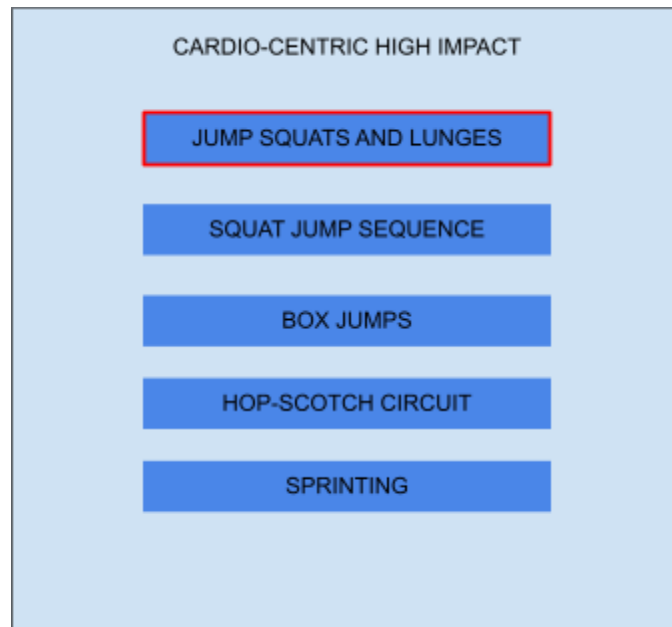 CARDIO-CENTRIC HIGH IMPACT
JUMP SQUATS AND LUNGES
SQUAT JUMP SEQUENCE
BOX JUMPS
HOP-SCOTCH CIRCUIT
SPRINTING